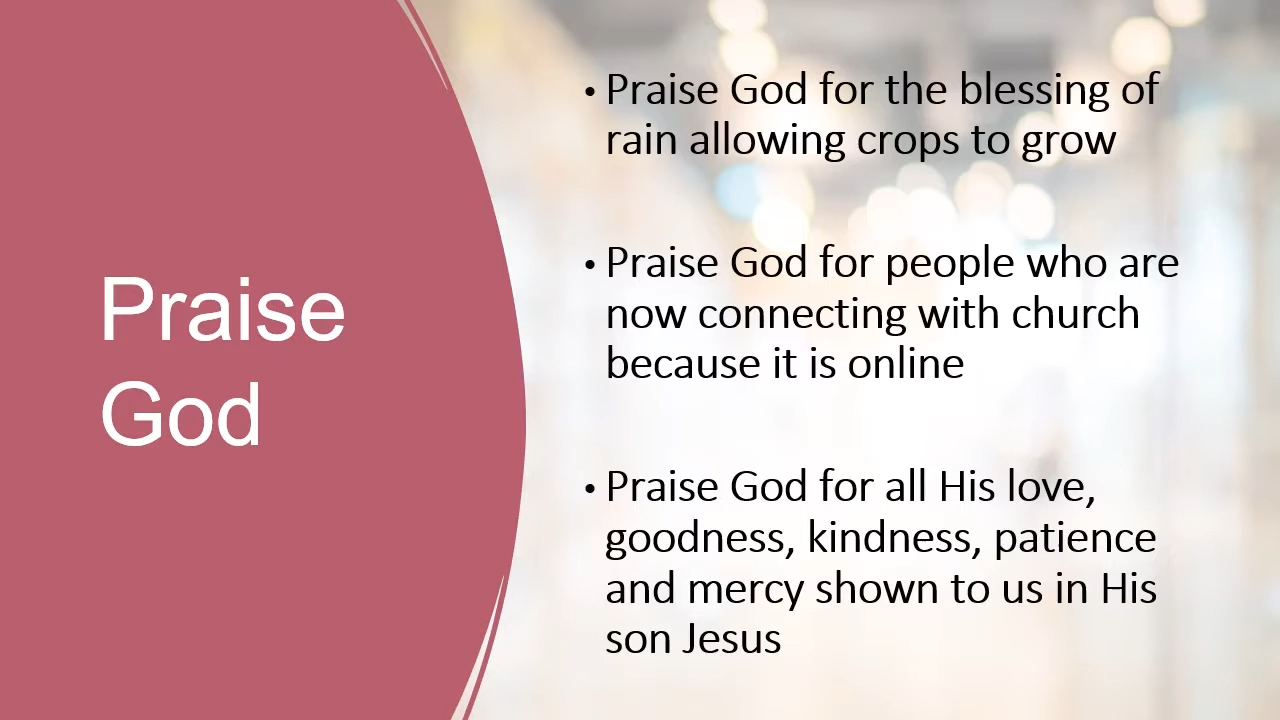 Praise
God
• Praise God for the blessing of
rain allowing crops to grow
• Praise God for people who are
now connecting with church
because it is online
• Praise God for all His love,
goodness, kindness, patience
and mercy shown to us in His
son Jesus